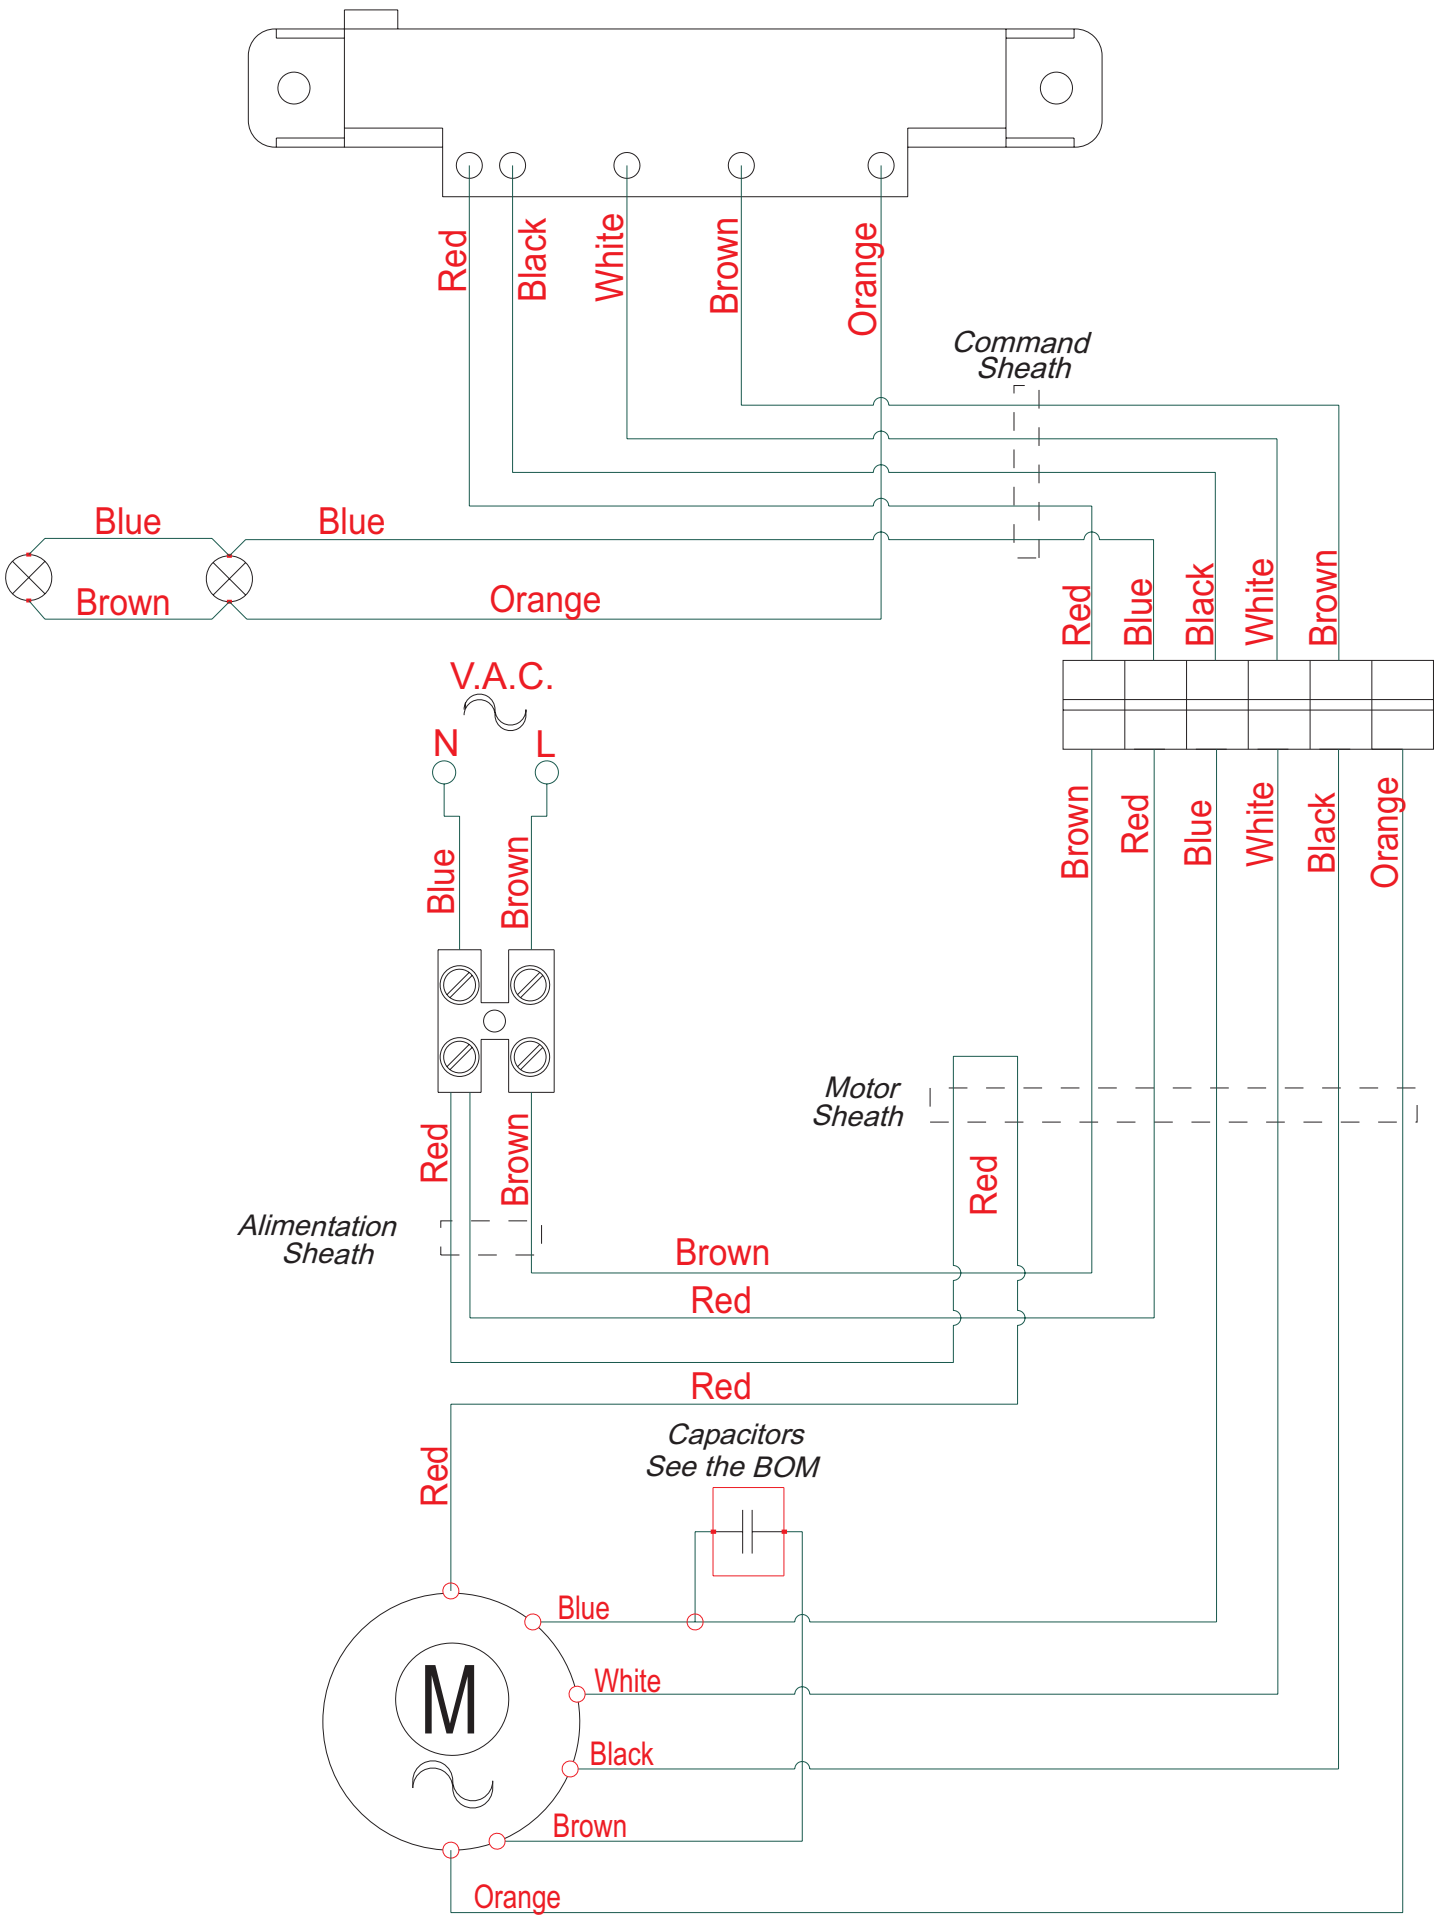 Red
Black
White
Brown
Orange
Command
Sheath
Blue
Blue
Brown
Orange
Red
Blue
Black
White
Brown
V.A.C.
N
L
Blue
Brown
Brown
Red
Blue
White
Black
Orange
Motor
Sheath
Red
Brown
Red
Alimentation
Sheath
Brown
Red
Red
Capacitors
See the BOM
Red
Blue
White
M
Black
Brown
Orange